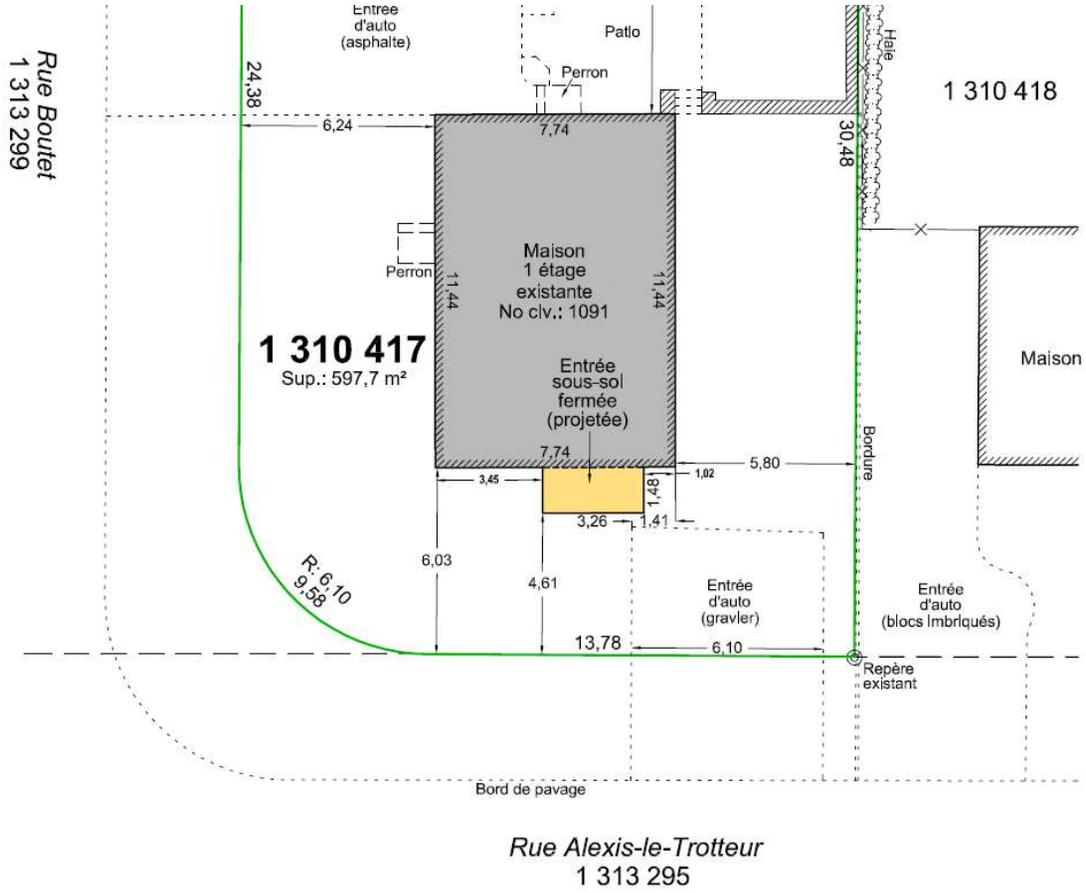 Entrée
d'auto
(asphalte)
Patio
Perron
Haie
1 310 418
Rue Boutet
1 313 299
24,38
6,24
7,74
30,48
Perron
11,44
Maison
1 étage
existante
No civ.: 1091
11,44
1 310 417
Sup.: 597,7 m²
Entrée
sous-sol
fermée
(projetée)
Maison
7,74
3,45
1,48
1,02
5,80
Bordure
3,26
1,41
R: 6,10
9,58
6,03
4,61
Entrée
d'auto
(gravier)
Entrée
d'auto
(blocs imbriqués)
13,78
6,10
Repère
existant
Bord de pavage
Rue Alexis-le-Trotteur
1 313 295